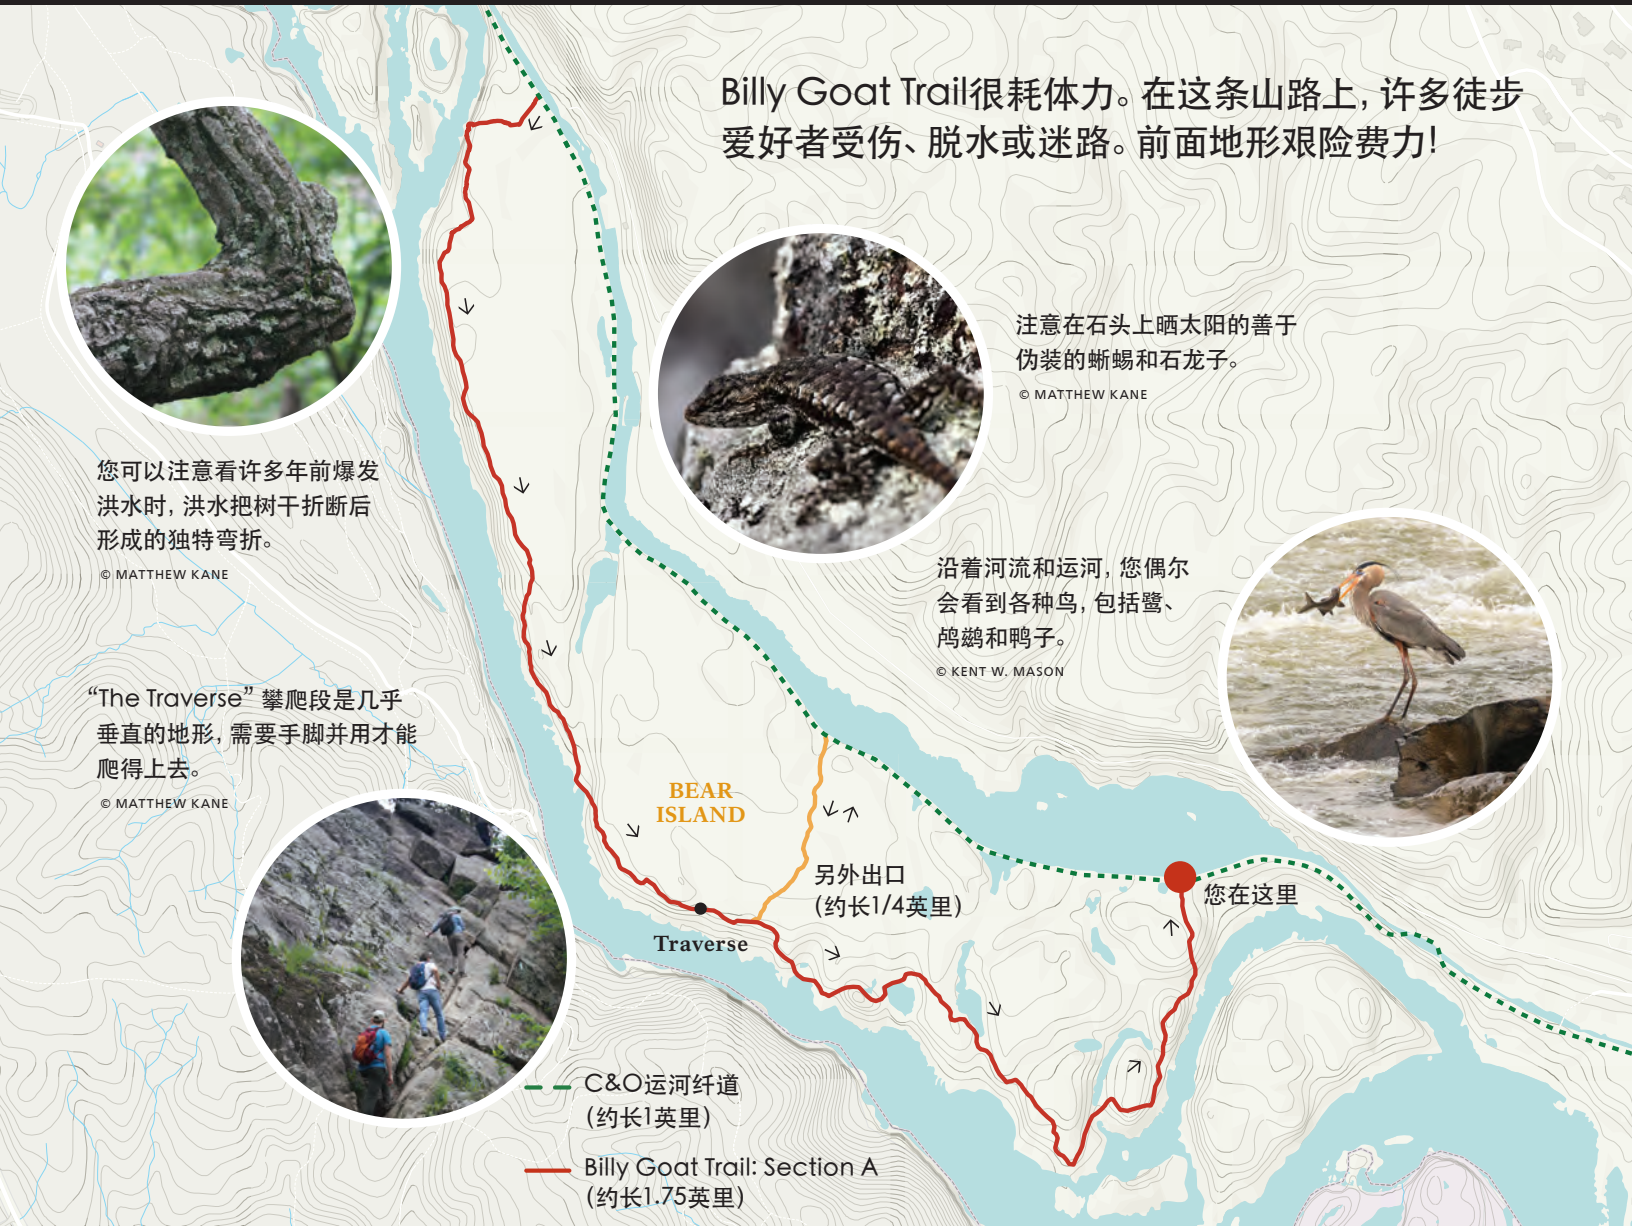 Billy Goat Trail很耗体力。在这条山路上, 许多徒步
爱好者受伤、脱水或迷路。前面地形艰险费力!
注意在石头上晒太阳的善于
伪装的蜥蜴和石龙子。
© MATTHEW KANE
您可以注意看许多年前爆发
洪水时, 洪水把树干折断后
形成的独特弯折。
© MATTHEW KANE
沿着河流和运河, 您偶尔
会看到各种鸟, 包括鹭、
鸬鹚和鸭子。
© KENT W. MASON
“The Traverse” 攀爬段是几乎
垂直的地形, 需要手脚并用才能
爬得上去。
© MATTHEW KANE
BEAR
ISLAND
另外出口
(约长1/4英里)
您在这里
Traverse
C&O运河纤道
(约长1英里)
Billy Goat Trail: Section A
(约长1.75英里)